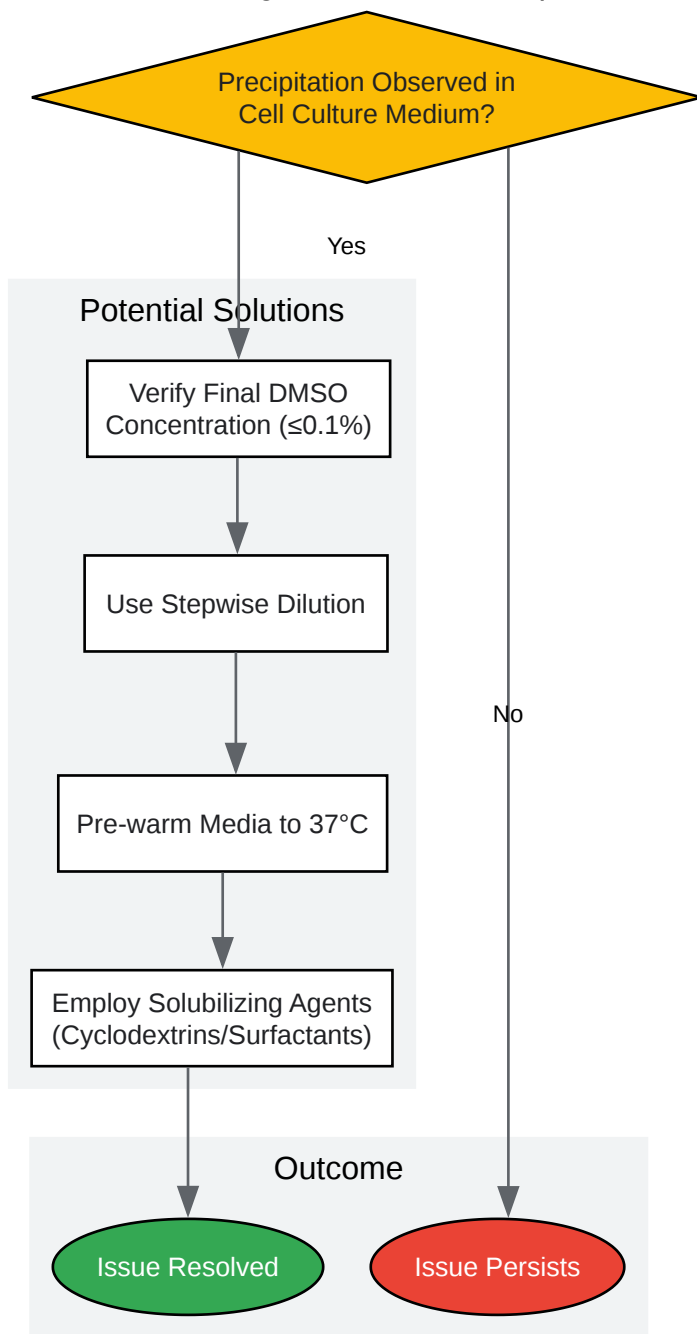 Precipitation Observed in
Cell Culture Medium?
Yes
Potential Solutions
Verify Final DMSO
Concentration (≤0.1%)
Use Stepwise Dilution
No
Pre-warm Media to 37°C
Employ Solubilizing Agents
(Cyclodextrins/Surfactants)
Outcome
Issue Resolved
Issue Persists